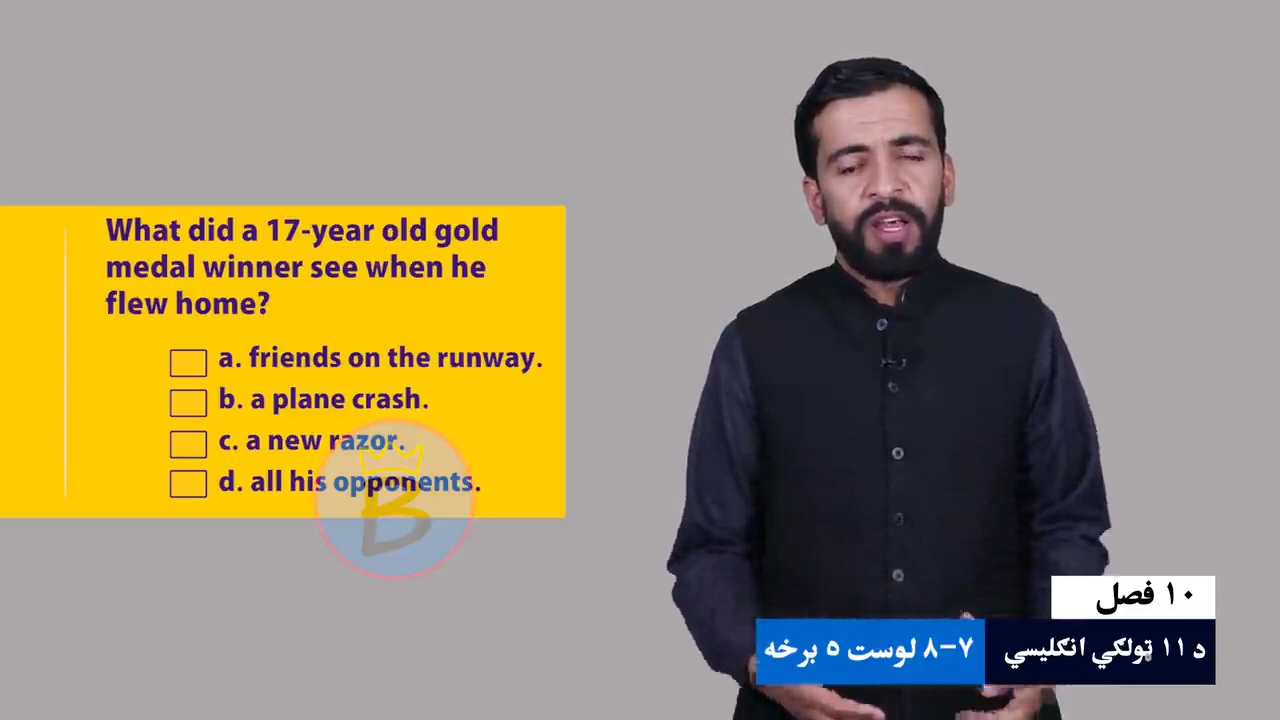 What did a 17-year old gold
medal winner see when he
flew home?
a. friends on the runway.
b. a plane crash.
c. a new razor.
d. all his opponents.
B
۱۰ فصل
د ۱۱ ټولګي انګلیسي
۷-۸ لوست ۵ برخه